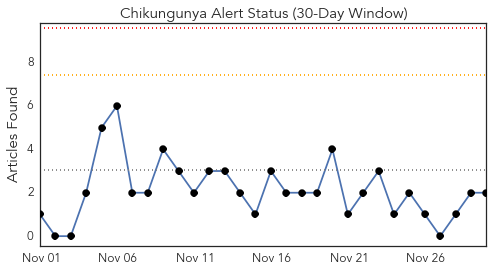 Chikungunya Alert Status (30-Day Window)
Articles Found
8
6
4
2
0
Nov 01 Nov 06 Nov 11 Nov 16 Nov 21 Nov 26